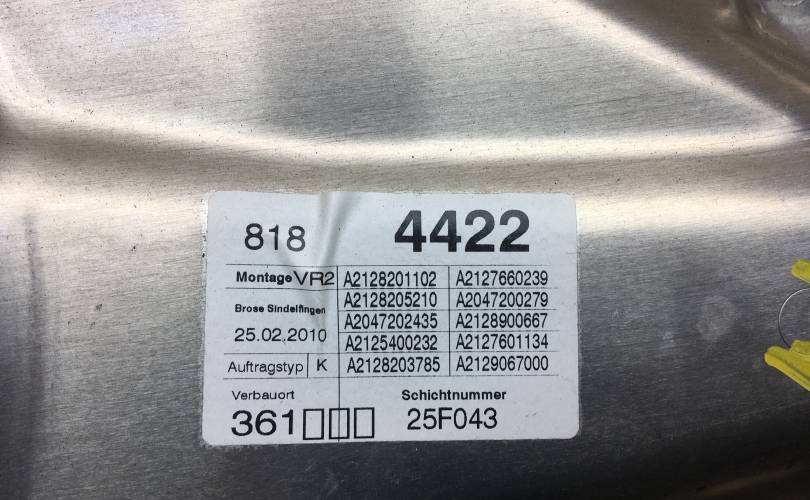 818 4422
Montage VR2 A2128201102 A2127660239
A2128205210 A2047200279
Brose Sindelfingen
A2047202435 A2128900667
25.02.2010
A2125400232 A2127601134
Auftragstyp K A2128203785 A2129067000
Verbauort Schichtnummer
361□□□ 25F043